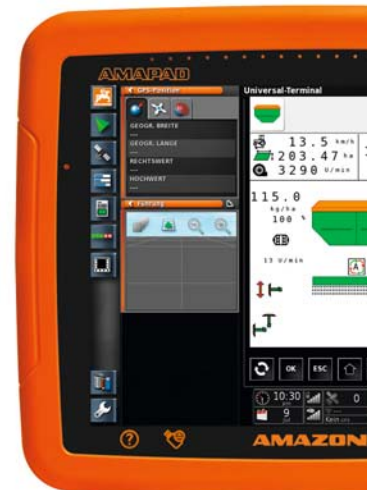 AMAPAD
GPS-Position
GEOGR. BREITE
---
GEOGR. LÄNGE
---
RECHTSWERT
---
HOCHWERT
---
Führung
Universal-Terminal
13.5 km/h
203.47 ha
3290 U/min
115.0
kg/ha
100 %
13 U/min
A
OK
ESC
10:30
0
9
AMAZON